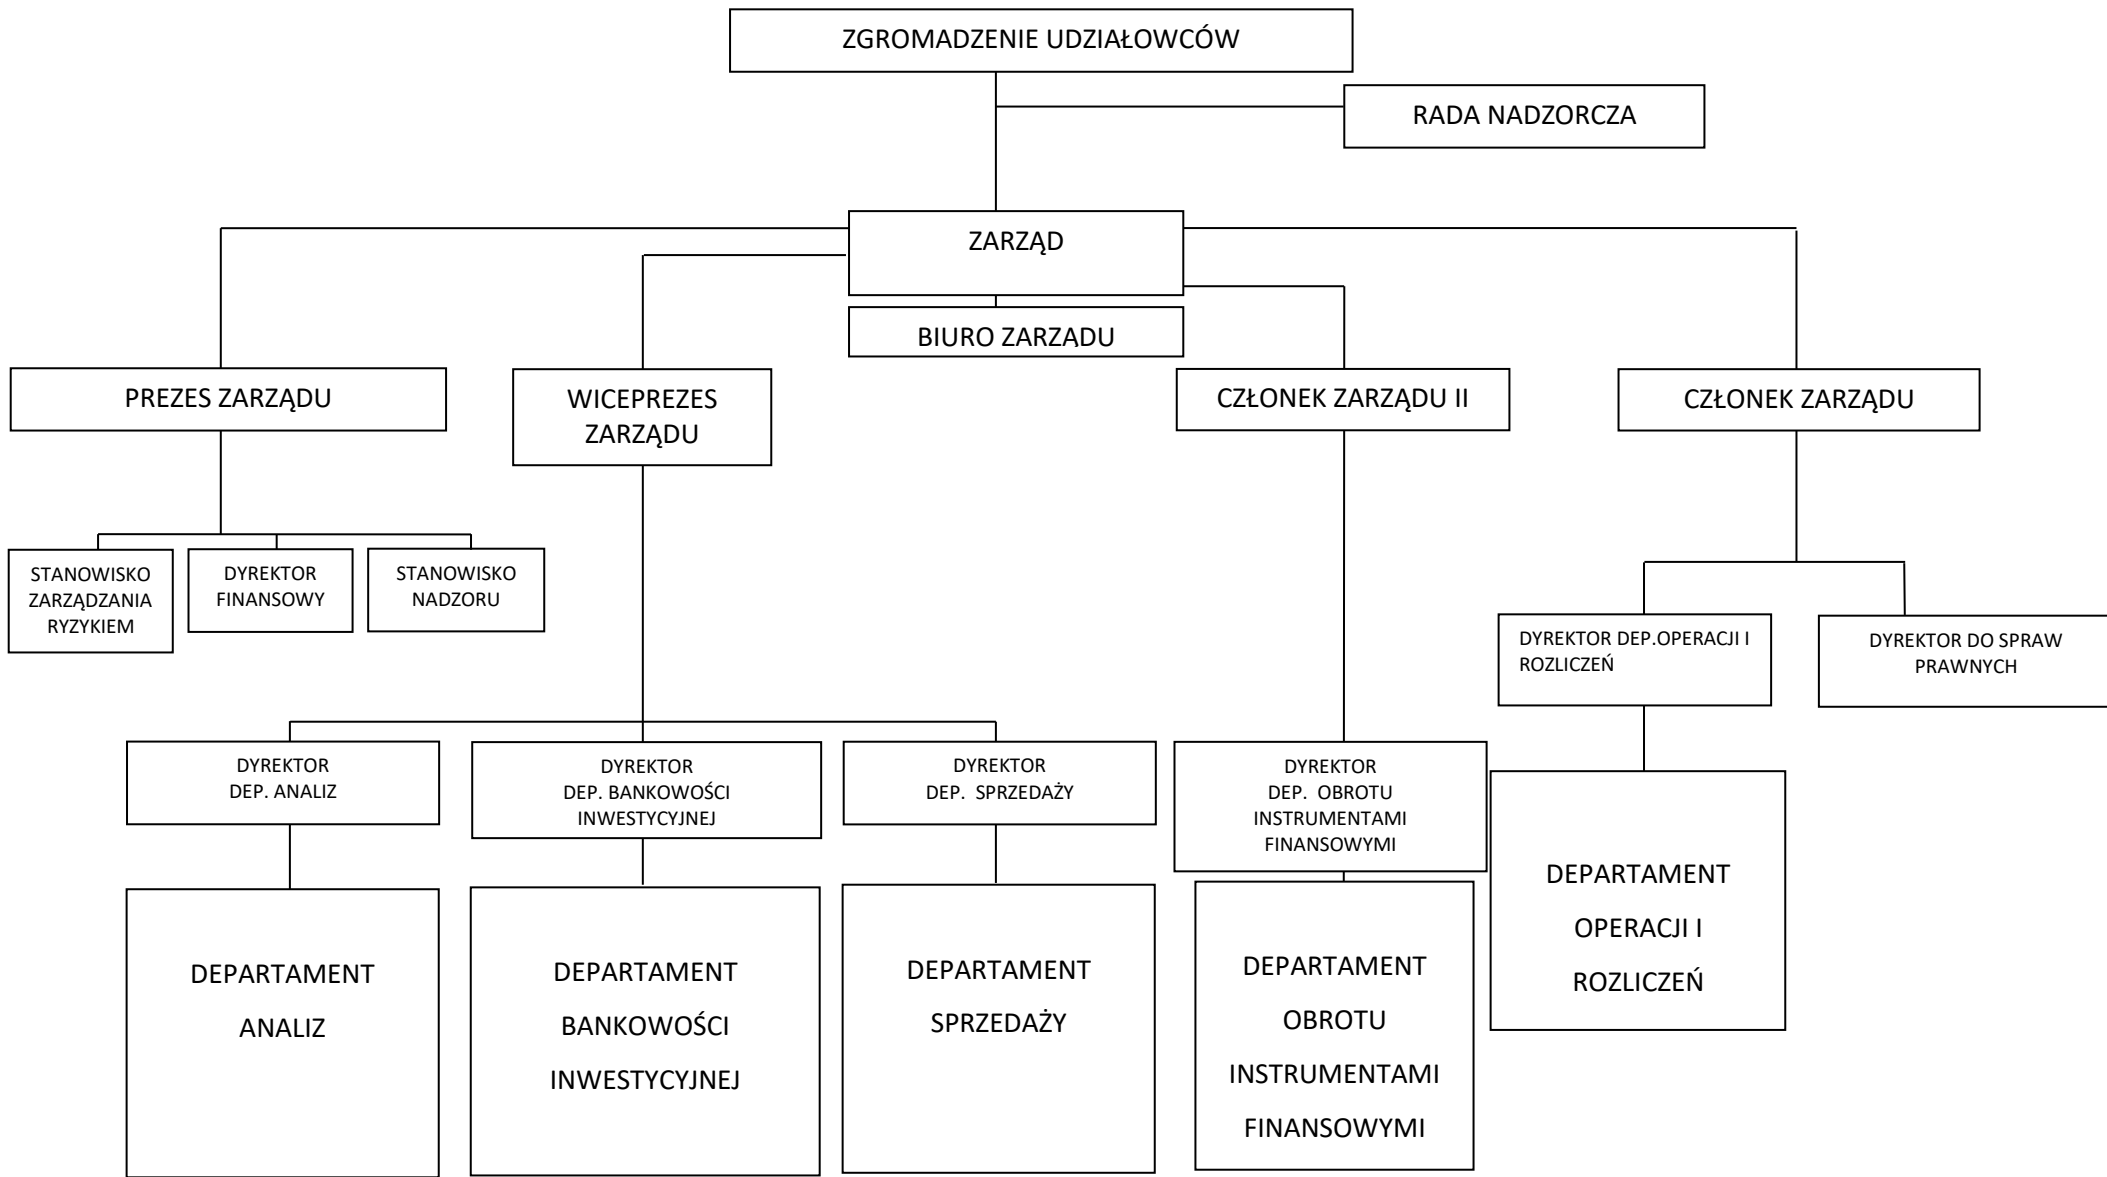 ZGROMADZENIE UDZIAŁOWCÓW
RADA NADZORCZA
ZARZĄD
BIURO ZARZĄDU
PREZES ZARZĄDU
WICEPREZES
ZARZĄDU
CZŁONEK ZARZĄDU II
CZŁONEK ZARZĄDU
STANOWISKO
ZARZĄDZANIA
RYZYKIEM
DYREKTOR
FINANSOWY
STANOWISKO
NADZORU
DYREKTOR DEP.OPERACJI I
ROZLICZEŃ
DYREKTOR DO SPRAW
PRAWNYCH
DYREKTOR
DEP. ANALIZ
DYREKTOR
DEP. BANKOWOŚCI
INWESTYCYJNEJ
DYREKTOR
DEP. SPRZEDAŻY
DYREKTOR
DEP. OBROTU
INSTRUMENTAMI
FINANSOWYMI
DEPARTAMENT
ANALIZ
DEPARTAMENT
BANKOWOŚCI
INWESTYCYJNEJ
DEPARTAMENT
SPRZEDAŻY
DEPARTAMENT
OBROTU
INSTRUMENTAMI
FINANSOWYMI
DEPARTAMENT
OPERACJI I
ROZLICZEŃ